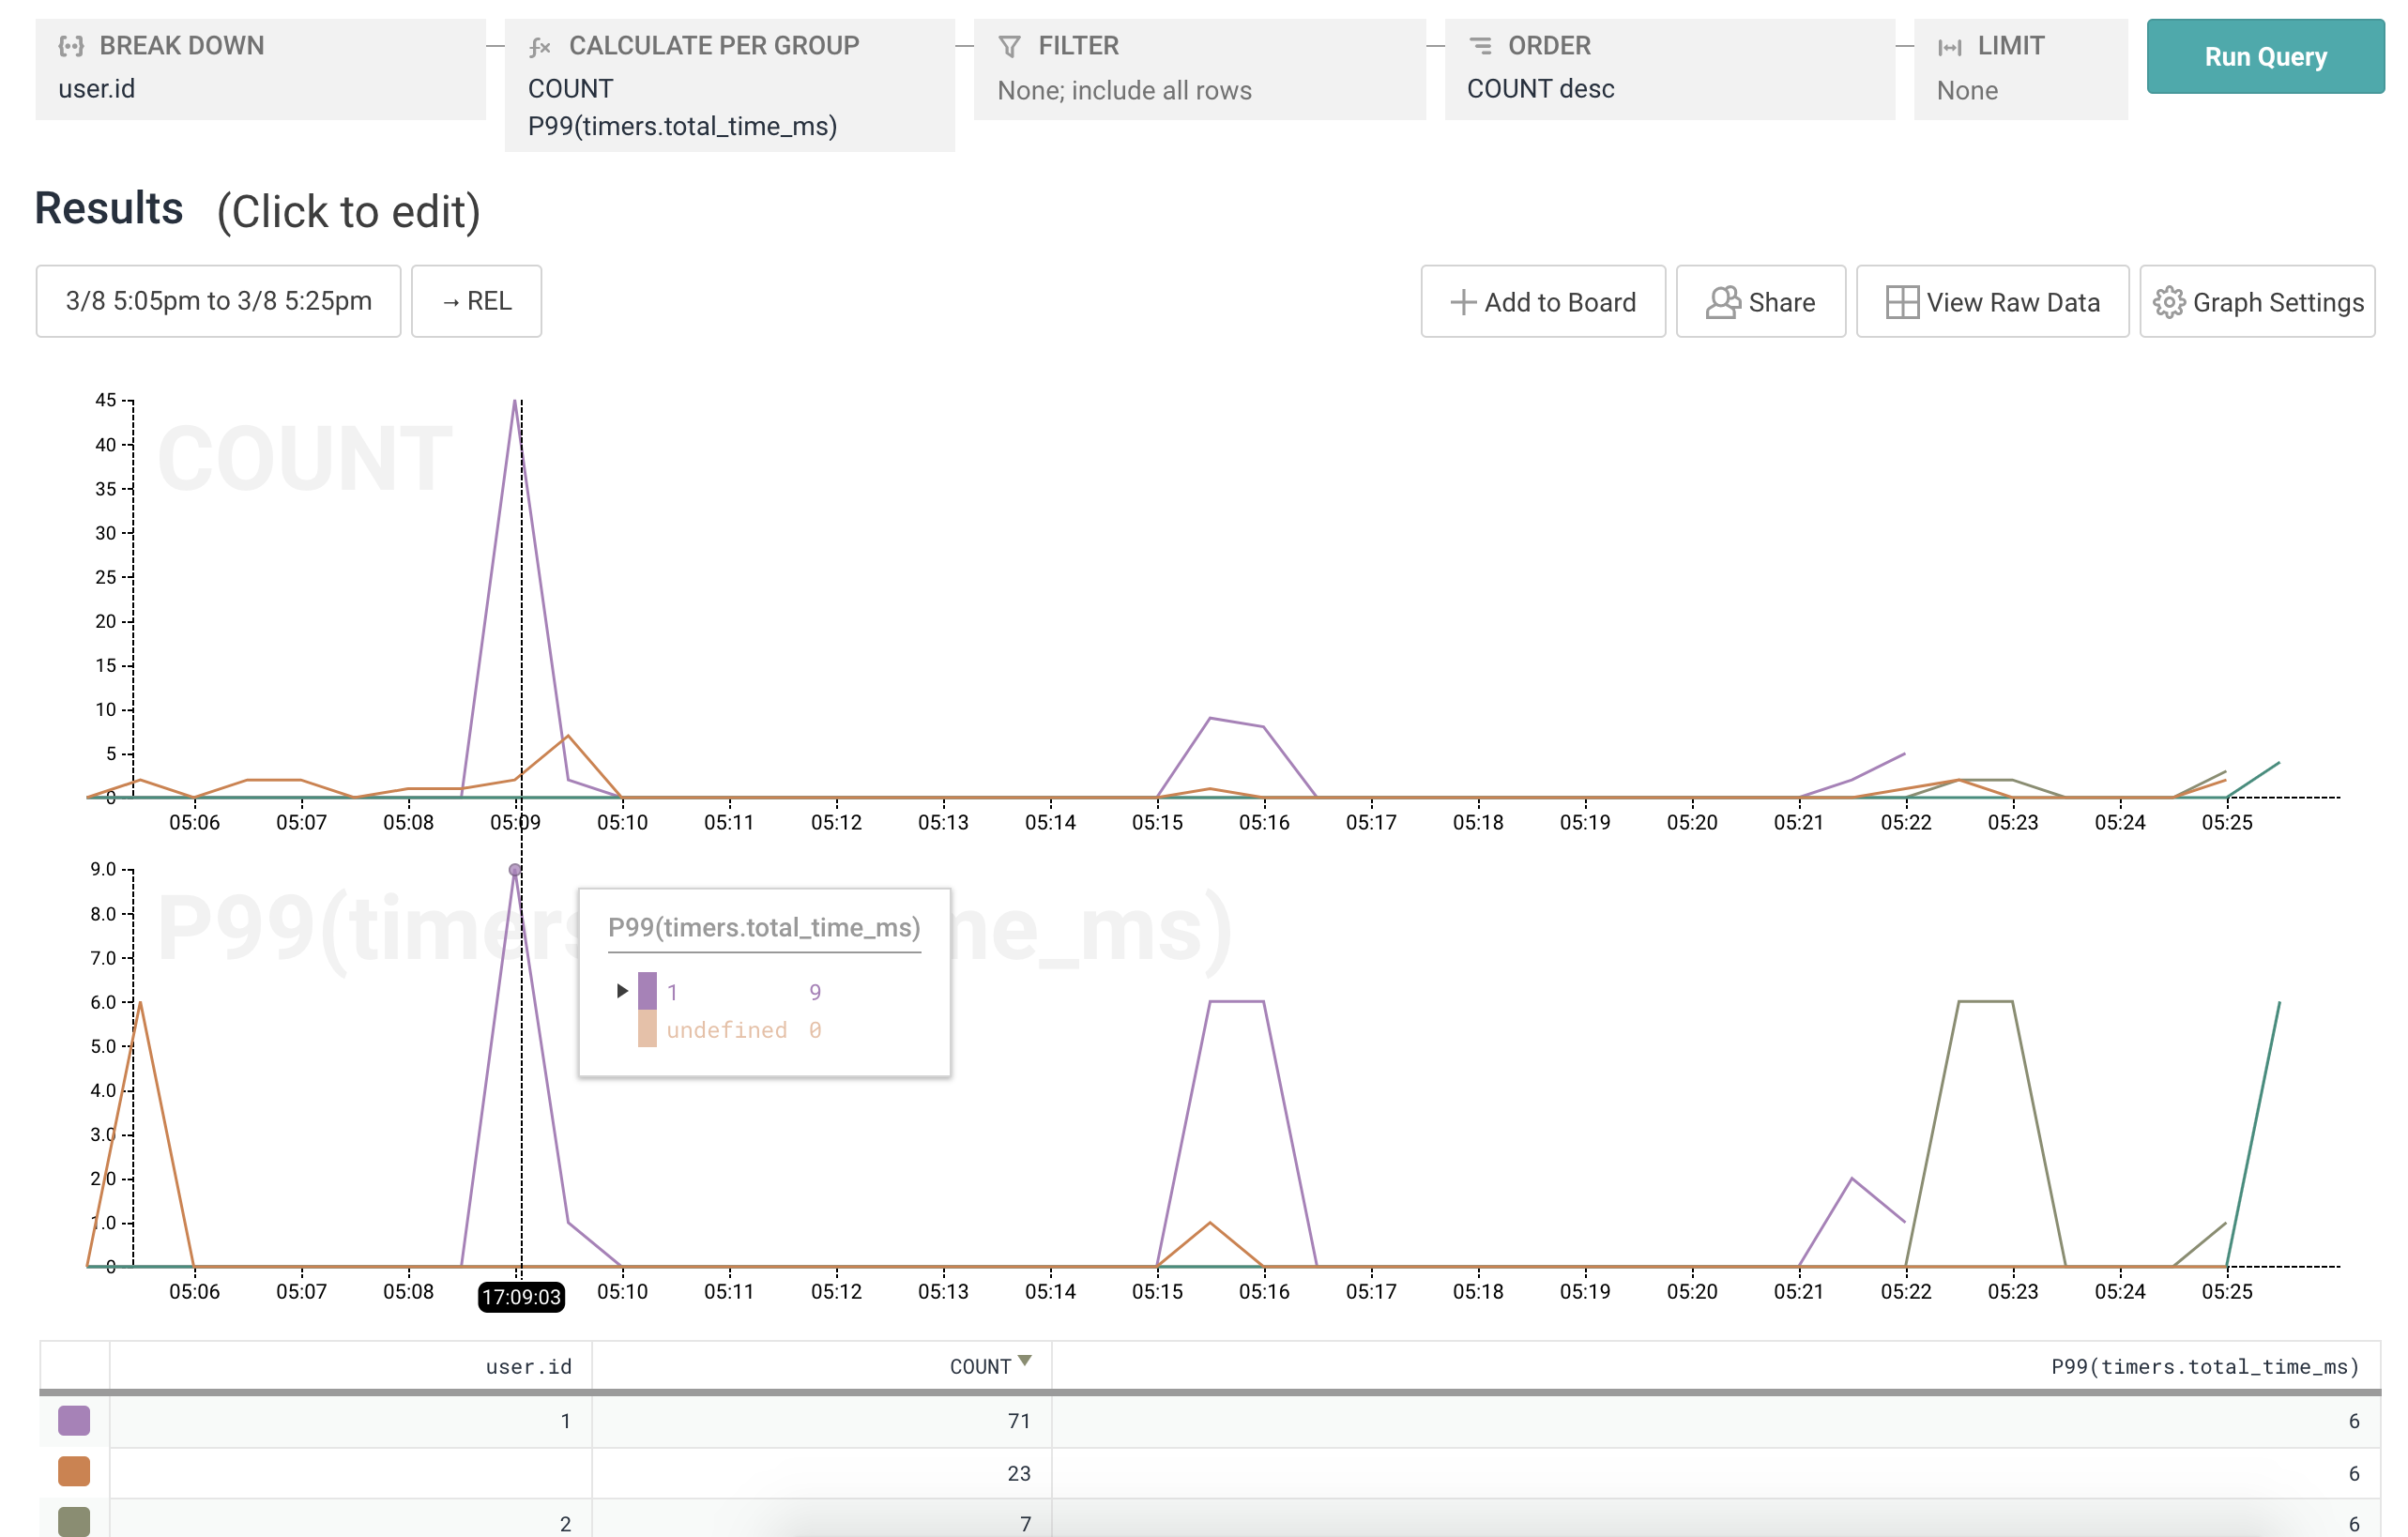 BREAK DOWN
user.id
CALCULATE PER GROUP
COUNT
P99(timers.total_time_ms)
FILTER
None; include all rows
ORDER
COUNT desc
LIMIT
None
Run Query
Results (Click to edit)
3/8 5:05pm to 3/8 5:25pm
→ REL
Add to Board
Share
View Raw Data
Graph Settings
COUNT
45
40
35
30
25
20
15
10
5
0
05:06 05:07 05:08 05:09 05:10 05:11 05:12 05:13 05:14 05:15 05:16 05:17 05:18 05:19 05:20 05:21 05:22 05:23 05:24 05:25
9.0
8.0
7.0
6.0
5.0
4.0
3.0
2.0
1.0
0
P99(timers me_ms)
P99(timers.total_time_ms)
1 9
undefined 0
05:06 05:07 05:08 17:09:03 05:10 05:11 05:12 05:13 05:14 05:15 05:16 05:17 05:18 05:19 05:20 05:21 05:22 05:23 05:24 05:25
user.id COUNT P99(timers.total_time_ms)
1 71 6
23 6
2 7 6